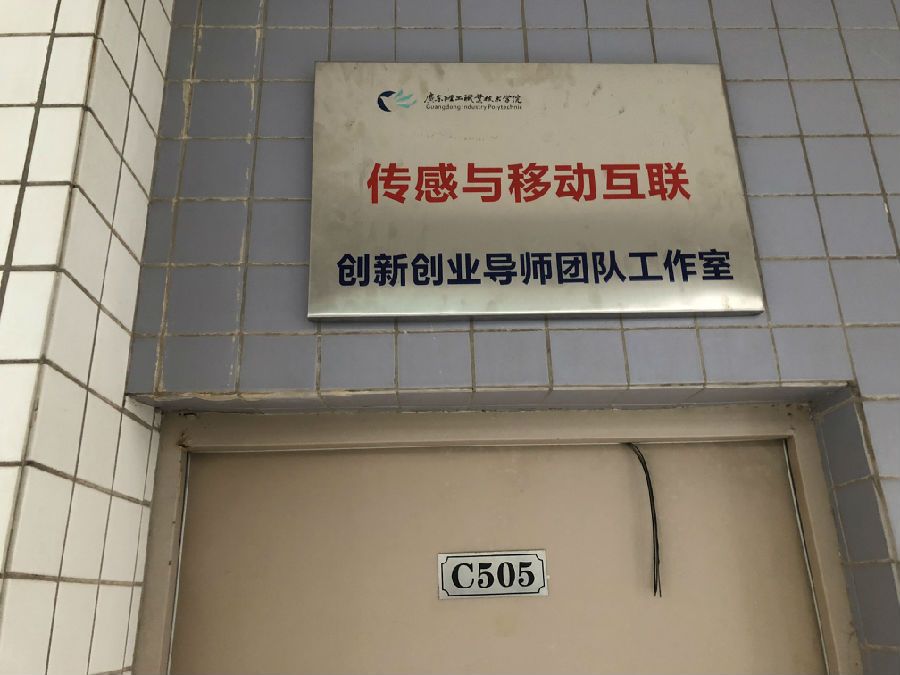 广东轻工职业技术学院
Guangdong Industry Polytechnic
传感与移动互联
创新创业导师团队工作室
C505